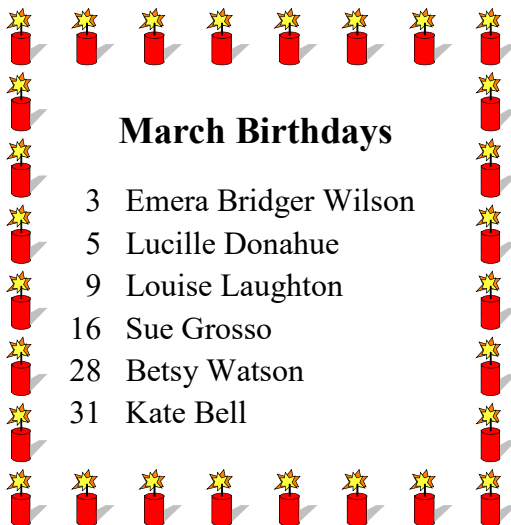 March Birthdays
3 Emera Bridger Wilson
5 Lucille Donahue
9 Louise Laughton
16 Sue Grosso
28 Betsy Watson
31 Kate Bell